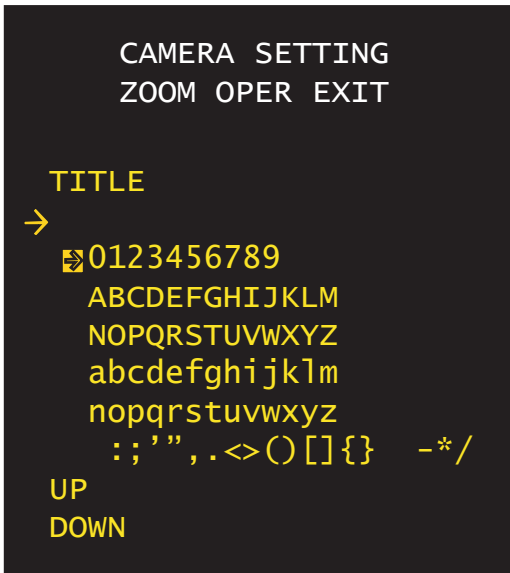 CAMERA SETTING
ZOOM OPER EXIT
TITLE
→
→0123456789
ABCDEFGHIJKLM
NOPQRSTUVWXYZ
abcdefghijklm
nopqrstuvwxyz
:;’”,.<>()[]{} -*/
UP
DOWN